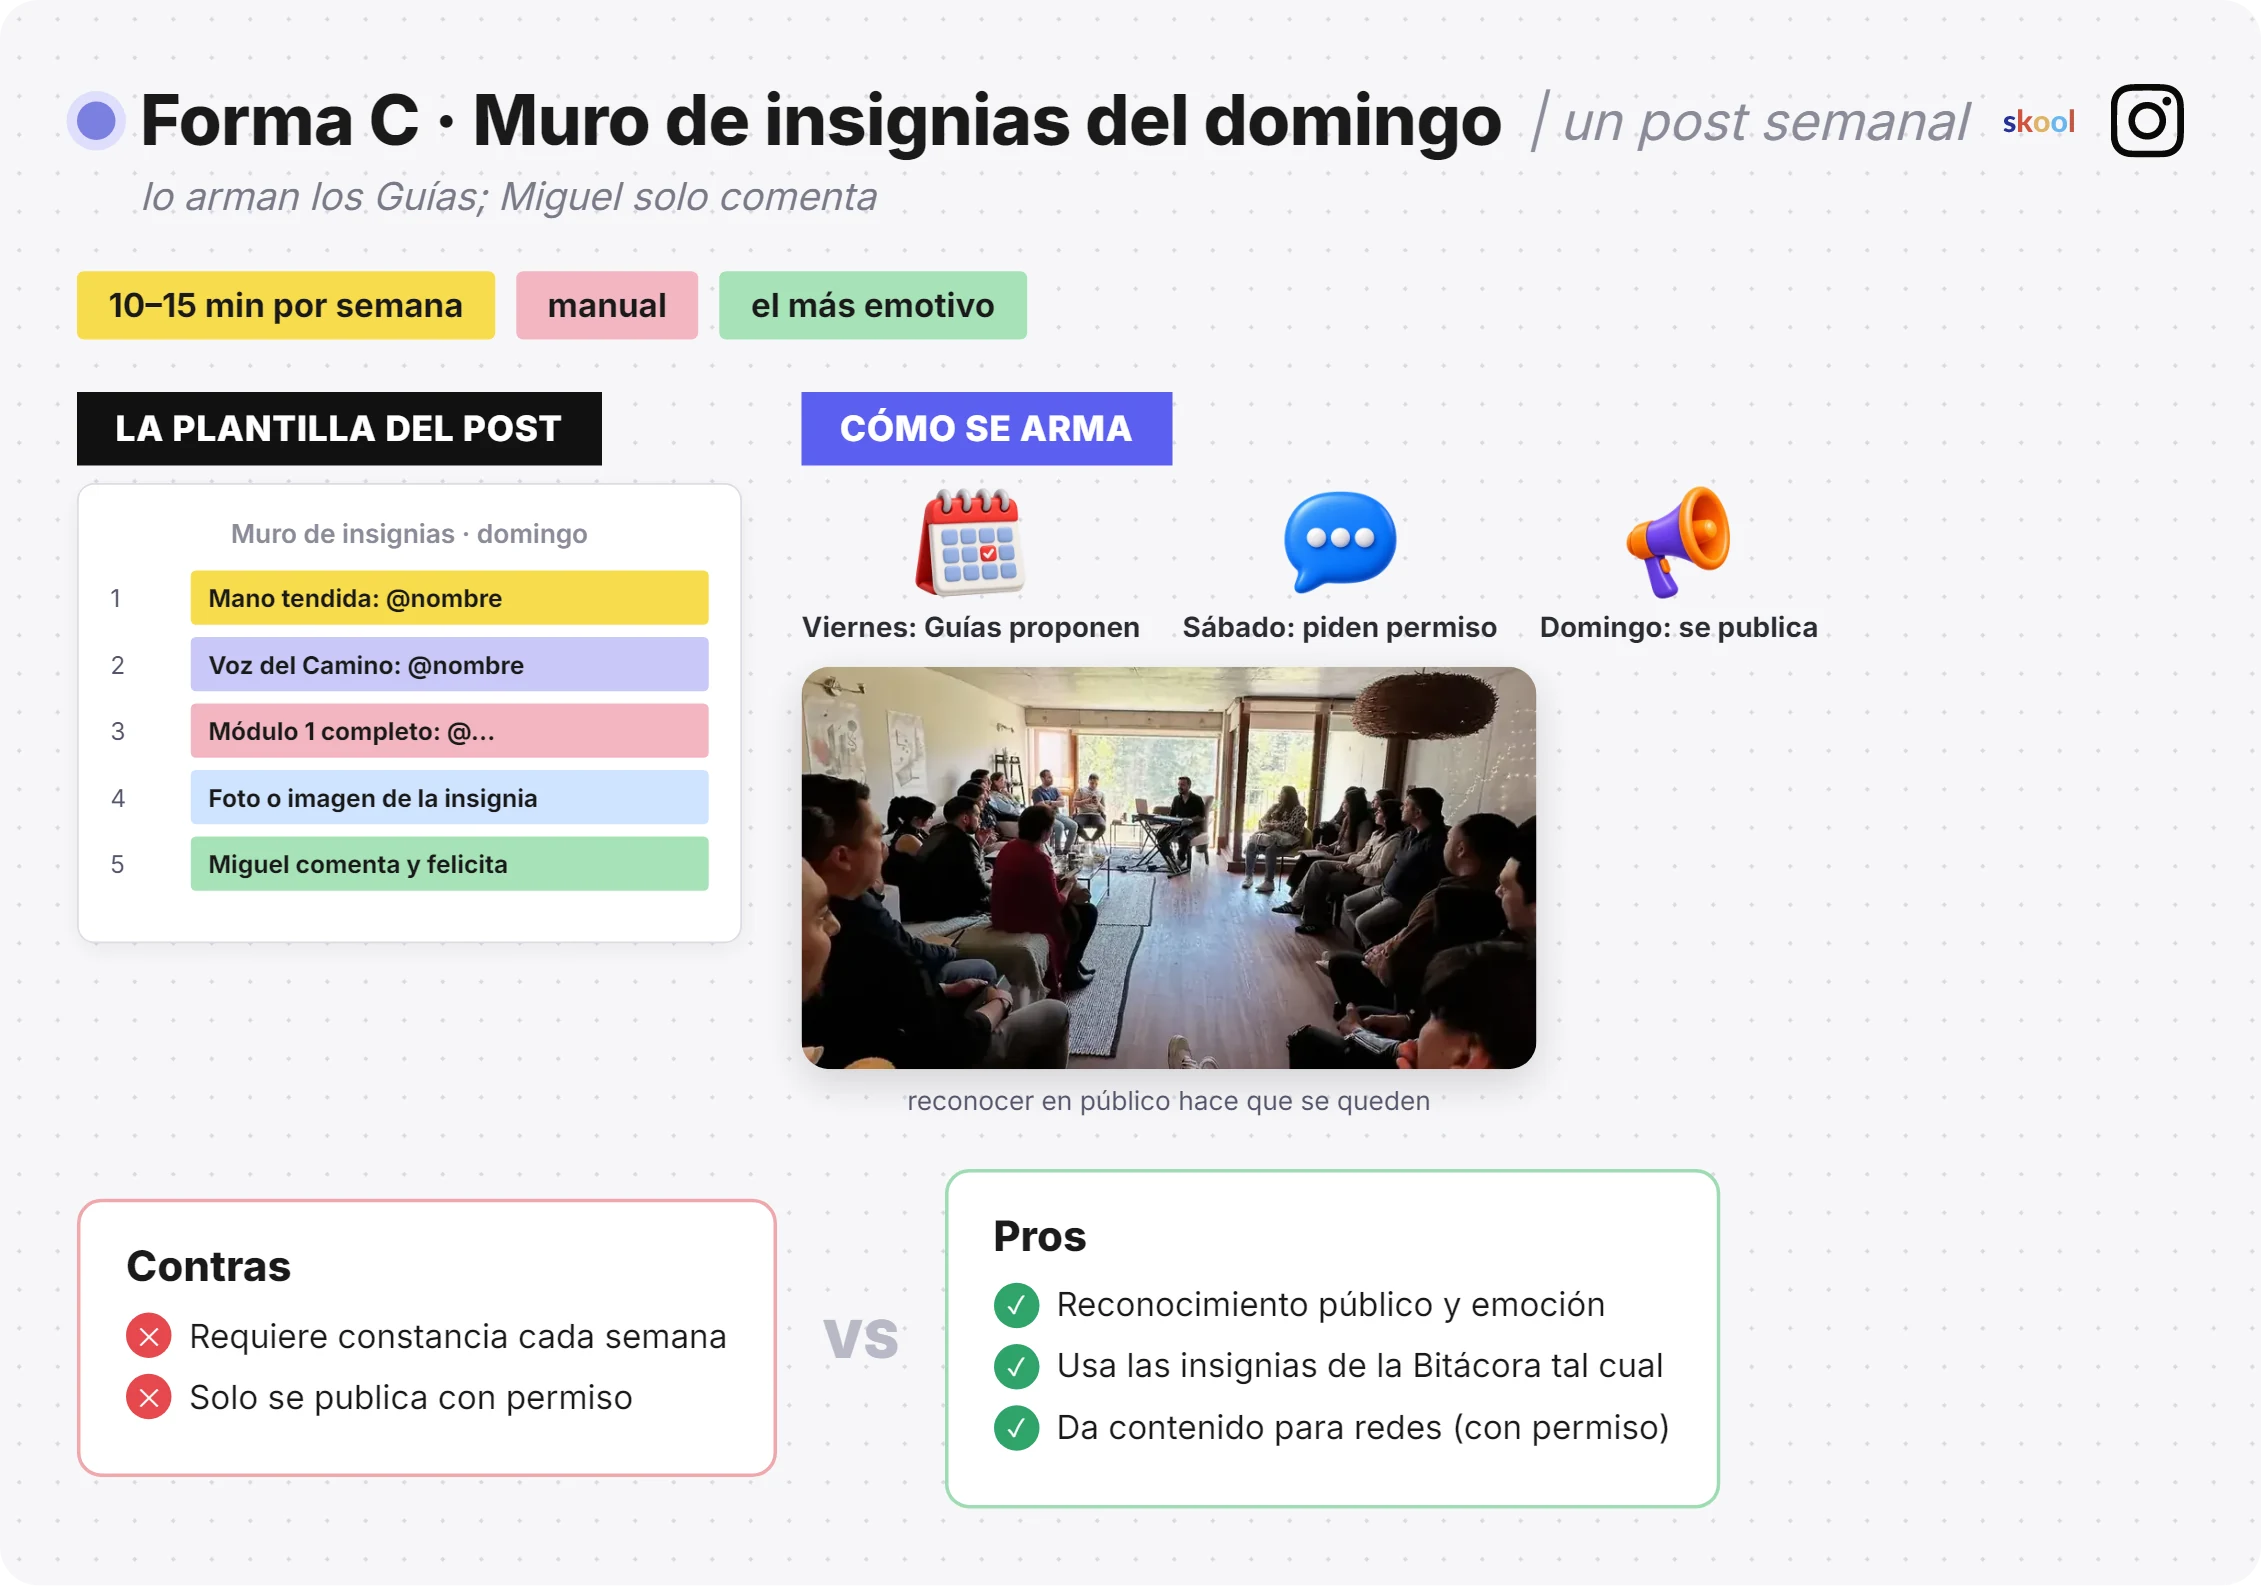 Forma C · Muro de insignias del domingo | un post semanal skool
lo arman los Guías; Miguel solo comenta
10–15 min por semana manual el más emotivo
LA PLANTILLA DEL POST
Muro de insignias · domingo
1 Mano tendida: @nombre
2 Voz del Camino: @nombre
3 Módulo 1 completo: @...
4 Foto o imagen de la insignia
5 Miguel comenta y felicita
CÓMO SE ARMA
Viernes: Guías proponen Sábado: piden permiso Domingo: se publica
reconocer en público hace que se queden
Contras
Requiere constancia cada semana
Solo se publica con permiso
vs
Pros
Reconocimiento público y emoción
Usa las insignias de la Bitácora tal cual
Da contenido para redes (con permiso)